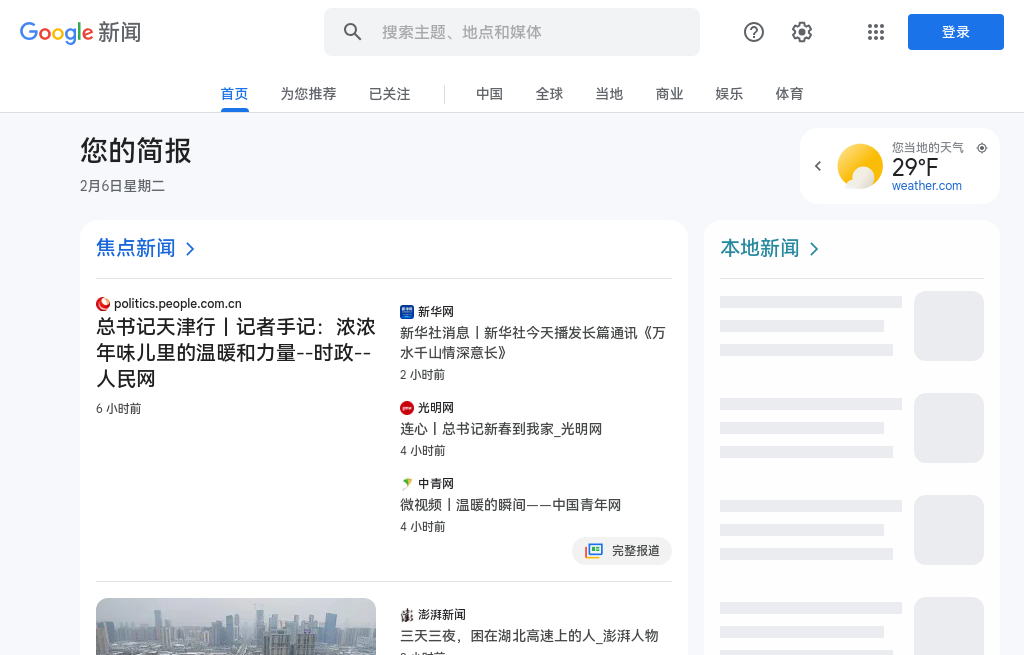 Google 新闻
搜索主题、地点和媒体
登录
首页
为您推荐
已关注
中国
全球
当地
商业
娱乐
体育
您的简报
2月6日星期二
您当地的天气
29°F
weather.com
焦点新闻
politics.people.com.cn
总书记天津行丨记者手记：浓浓
年味儿里的温暖和力量--时政--
人民网
6 小时前
新华网
新华社消息丨新华社今天播发长篇通讯《万
水千山情深意长》
2 小时前
光明网
连心丨总书记新春到我家_光明网
4 小时前
中青网
微视频丨温暖的瞬间——中国青年网
4 小时前
完整报道
澎湃新闻
三天三夜，困在湖北高速上的人_澎湃人物
本地新闻